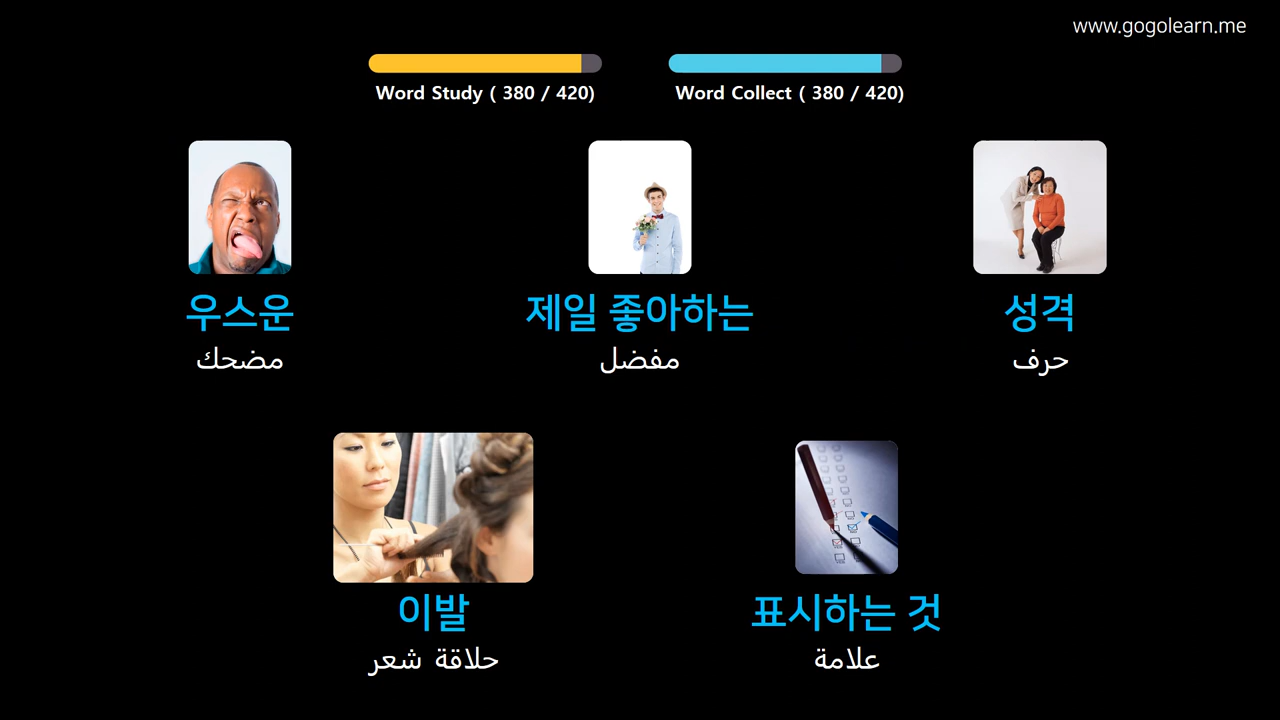 www.gogolearn.me
Word Study ( 380 / 420)
Word Collect ( 380 / 420)
우스운
مضحك
제일 좋아하는
مفضل
성격
حرف
이발
حلاقة شعر
표시하는 것
علامة